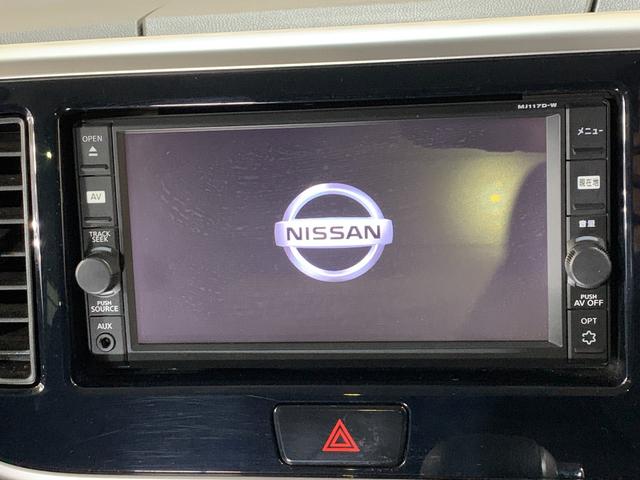 MJ117D-W
OPEN
AV
TRACK
SEEK
PUSH
SOURCE
AUX
NISSAN
メニュー
現在地
音量
PUSH
AV OFF
OPT